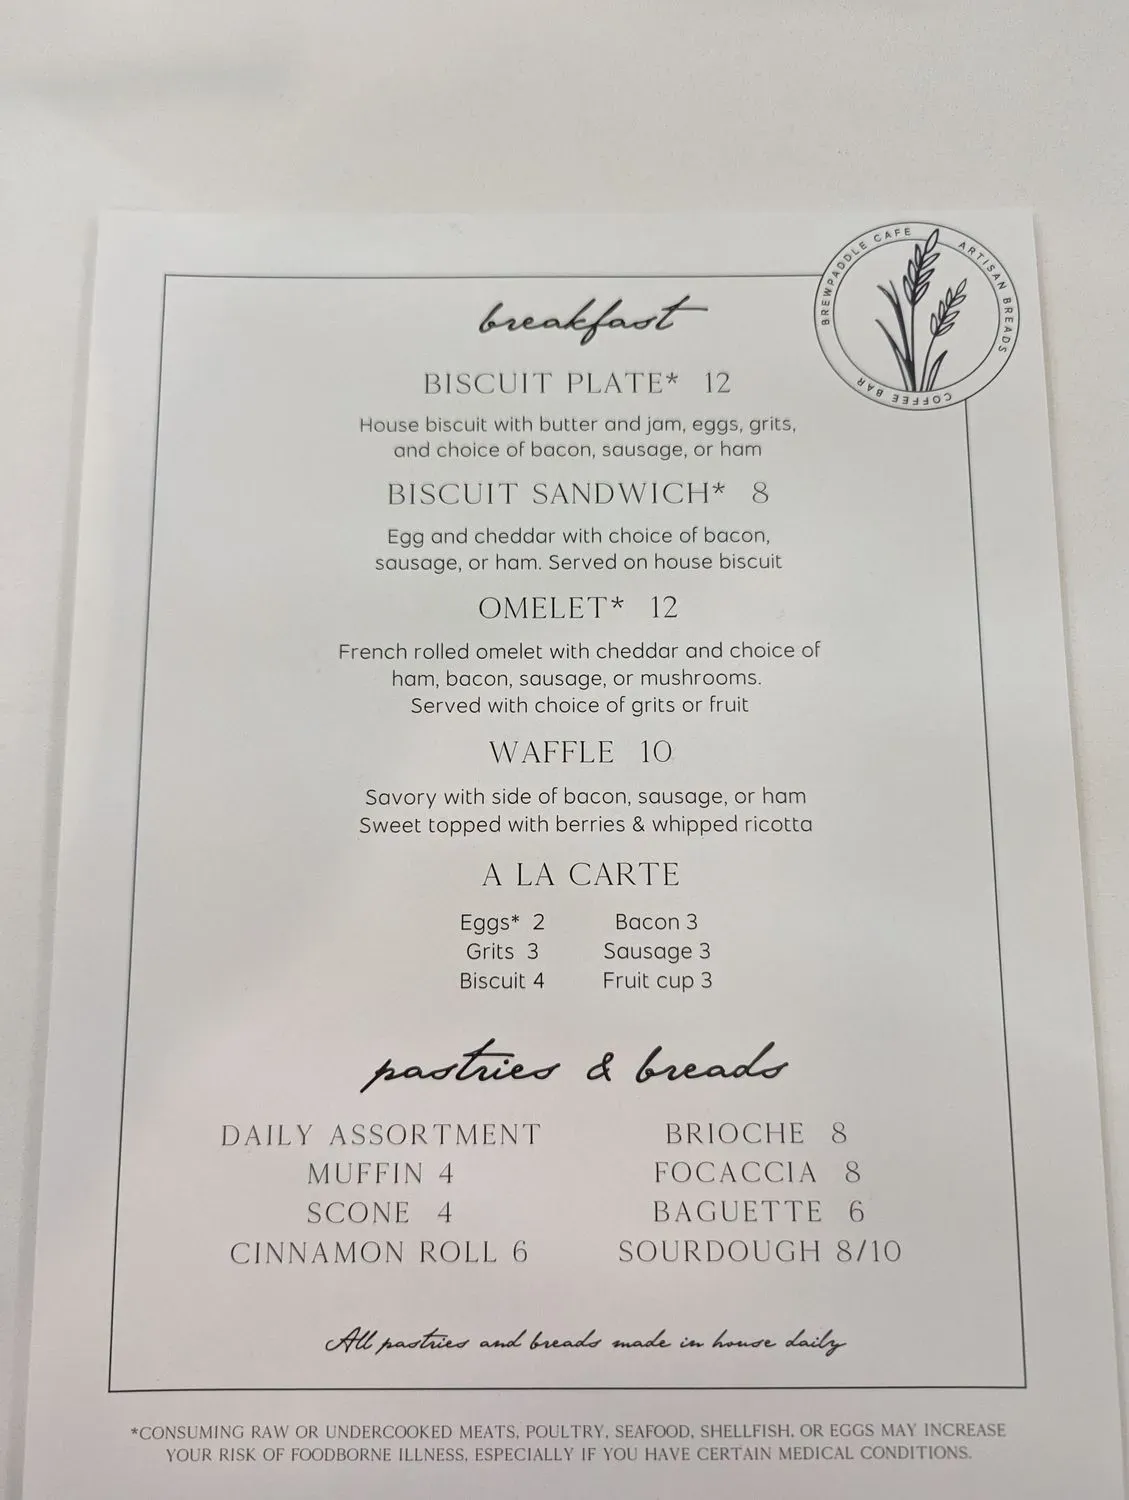 BREWPADDLE CAFE
ARTISAN BREADS
COFFEE BAR
breakfast
BISCUIT PLATE* 12
House biscuit with butter and jam, eggs, grits,
and choice of bacon, sausage, or ham
BISCUIT SANDWICH* 8
Egg and cheddar with choice of bacon,
sausage, or ham. Served on house biscuit
OMELET* 12
French rolled omelet with cheddar and choice of
ham, bacon, sausage, or mushrooms.
Served with choice of grits or fruit
WAFFLE 10
Savory with side of bacon, sausage, or ham
Sweet topped with berries & whipped ricotta
A LA CARTE
Eggs* 2 Bacon 3
Grits 3 Sausage 3
Biscuit 4 Fruit cup 3
pastries & breads
DAILY ASSORTMENT
MUFFIN 4
SCONE 4
CINNAMON ROLL 6
BRIOCHE 8
FOCACCIA 8
BAGUETTE 6
SOURDOUGH 8/10
All pastries and breads made in house daily
*CONSUMING RAW OR UNDERCOOKED MEATS, POULTRY, SEAFOOD, SHELLFISH, OR EGGS MAY INCREASE
YOUR RISK OF FOODBORNE ILLNESS, ESPECIALLY IF YOU HAVE CERTAIN MEDICAL CONDITIONS.